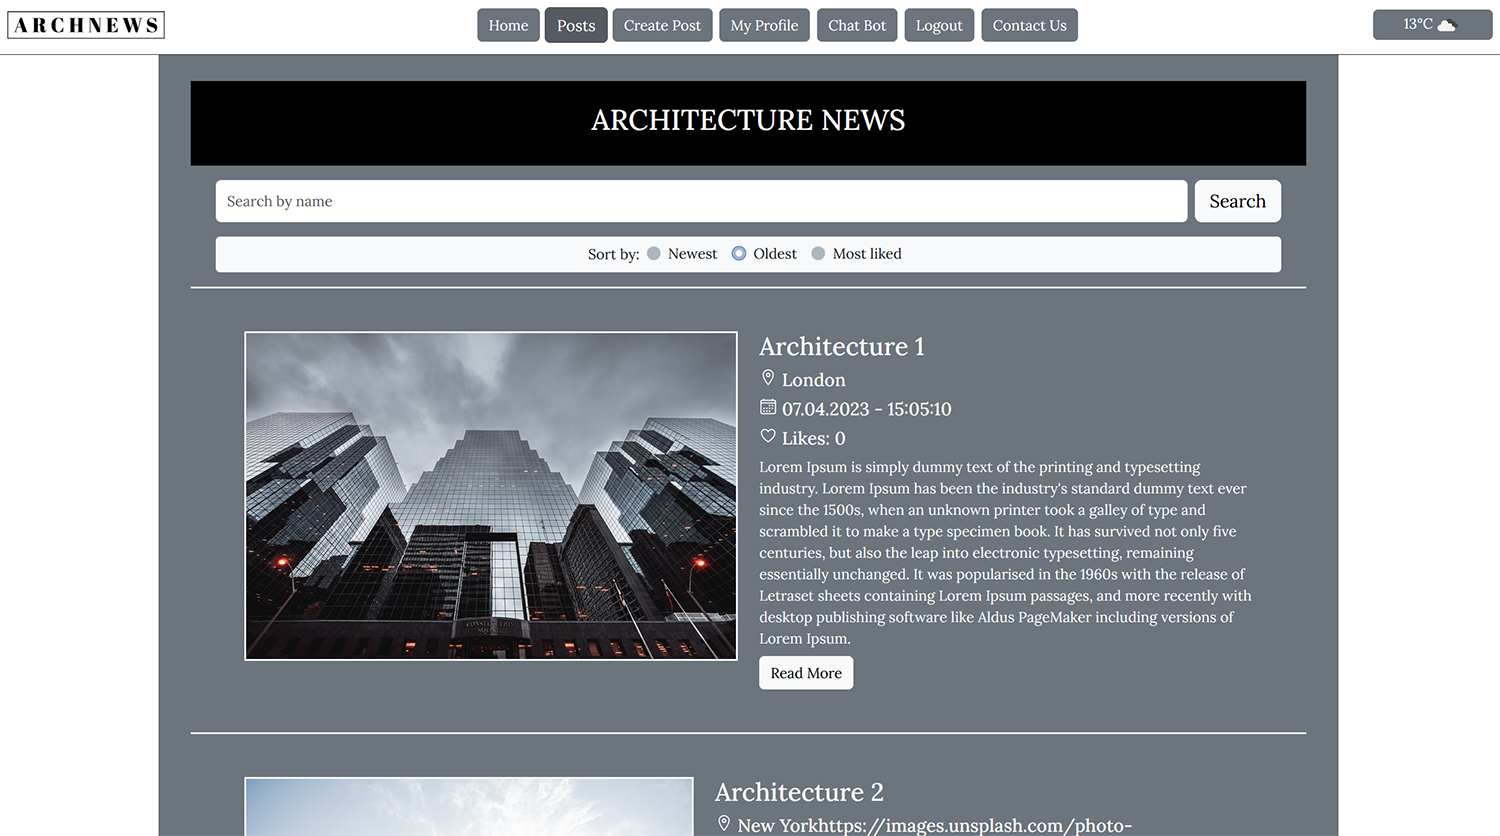 ARCHNEWS
Home Posts Create Post My Profile Chat Bot Logout Contact Us
13°C
ARCHITECTURE NEWS
Search by name
Search
Sort by: Newest Oldest Most liked
Architecture 1
London
07.04.2023 - 15:05:10
Likes: 0
Lorem Ipsum is simply dummy text of the printing and typesetting
industry. Lorem Ipsum has been the industry's standard dummy text ever
since the 1500s, when an unknown printer took a galley of type and
scrambled it to make a type specimen book. It has survived not only five
centuries, but also the leap into electronic typesetting, remaining
essentially unchanged. It was popularised in the 1960s with the release of
Letraset sheets containing Lorem Ipsum passages, and more recently with
desktop publishing software like Aldus PageMaker including versions of
Lorem Ipsum.
Read More
Architecture 2
New Yorkhttps://images.unsplash.com/photo-